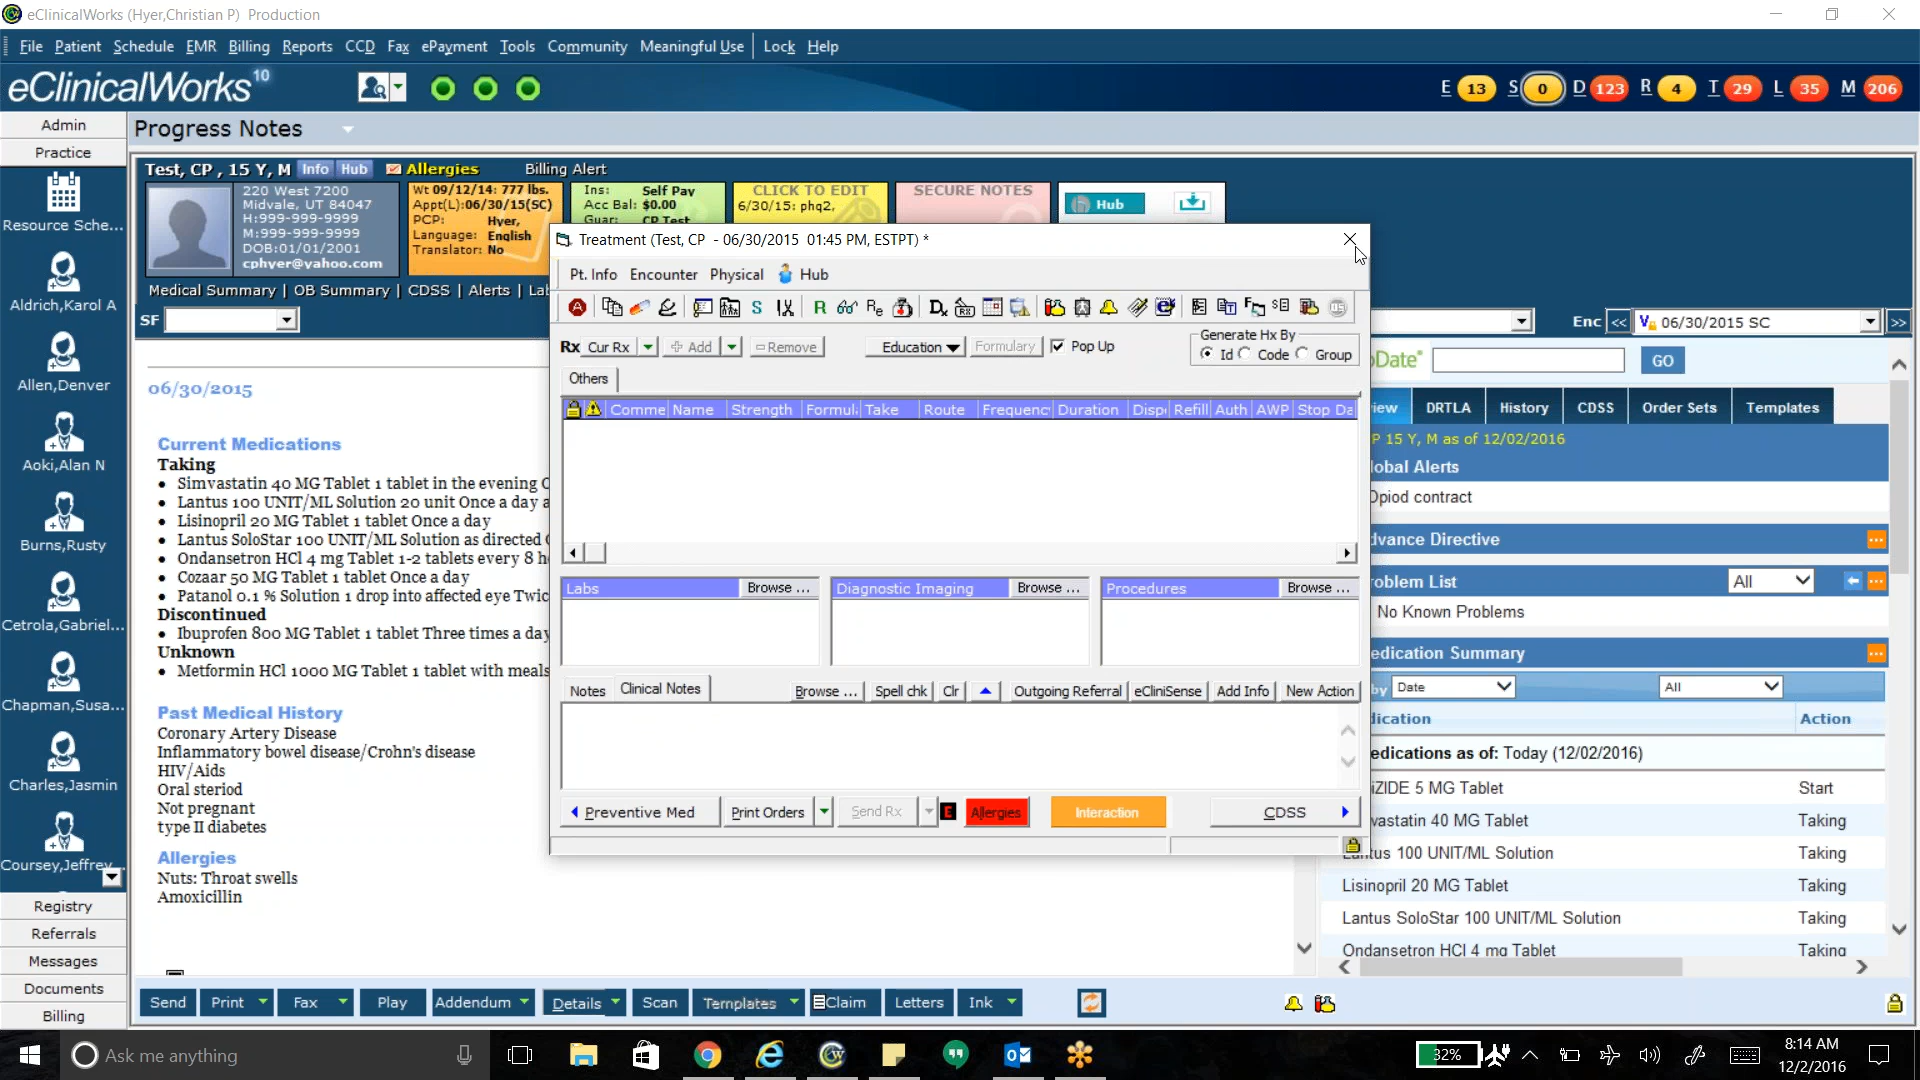 eClinicalWorks (Hyer,Christian P)  Production
File Patient Schedule EMR Billing Reports CCD Fax ePayment Tools Community Meaningful Use Lock Help
eClinicalWorks 10
E 13 S 0 D 123 R 4 T 29 L 35 M 206
Admin
Practice
Resource Sche...
Aldrich,Karol A
Allen,Denver
Aoki,Alan N
Burns,Rusty
Cetrola,Gabriel...
Chapman,Susa...
Charles,Jasmin
Coursey,Jeffrey
Registry
Referrals
Messages
Documents
Billing
Progress Notes
Test, CP , 15 Y, M Info Hub Allergies Billing Alert
220 West 7200
Midvale, UT 84047
H:999-999-9999
M:999-999-9999
DOB:01/01/2001
cphyer@yahoo.com
Wt 09/12/14: 777 lbs.
Appt(L):06/30/15(SC)
PCP: Hyer,
Language: English
Translator: No
Ins: Self Pay
Acc Bal: $0.00
Guar: CP Test
CLICK TO EDIT
6/30/15: phq2,
SECURE NOTES
Hub
Medical Summary | OB Summary | CDSS | Alerts | Lab
SF
Enc << 06/30/2015 SC >>
06/30/2015
Current Medications
Taking
• Simvastatin 40 MG Tablet 1 tablet in the evening
• Lantus 100 UNIT/ML Solution 20 unit Once a day a
• Lisinopril 20 MG Tablet 1 tablet Once a day
• Lantus SoloStar 100 UNIT/ML Solution as directed
• Ondansetron HCl 4 mg Tablet 1-2 tablets every 8 h
• Cozaar 50 MG Tablet 1 tablet Once a day
• Patanol 0.1 % Solution 1 drop into affected eye Twic
Discontinued
• Ibuprofen 800 MG Tablet 1 tablet Three times a day
Unknown
• Metformin HCl 1000 MG Tablet 1 tablet with meals
Past Medical History
Coronary Artery Disease
Inflammatory bowel disease/Crohn's disease
HIV/Aids
Oral steriod
Not pregnant
type II diabetes
Allergies
Nuts: Throat swells
Amoxicillin
Treatment (Test, CP  - 06/30/2015  01:45 PM, ESTPT) *
Pt. Info Encounter Physical Hub
Rx Cur Rx Add Remove Education Formulary Pop Up
Generate Hx By
Id Code Group
Others
Comme Name Strength Formul Take Route Frequenc Duration Disp Refill Auth AWP Stop Da
Labs Browse ... Diagnostic Imaging Browse ... Procedures Browse ...
Notes Clinical Notes Browse ... Spell chk Clr Outgoing Referral eCliniSense Add Info New Action
Preventive Med Print Orders Send Rx E Allergies Interaction CDSS
oDate GO
iew DRTLA History CDSS Order Sets Templates
P 15 Y, M as of 12/02/2016
lobal Alerts
Opiod contract
dvance Directive
roblem List All
No Known Problems
edication Summary
by Date All
dication Action
edications as of: Today (12/02/2016)
iZIDE 5 MG Tablet Start
vastatin 40 MG Tablet Taking
Lantus 100 UNIT/ML Solution Taking
Lisinopril 20 MG Tablet Taking
Lantus SoloStar 100 UNIT/ML Solution Taking
Ondansetron HCl 4 mg Tablet Taking
Send Print Fax Play Addendum Details Scan Templates Claim Letters Ink
Ask me anything
32%
8:14 AM
12/2/2016